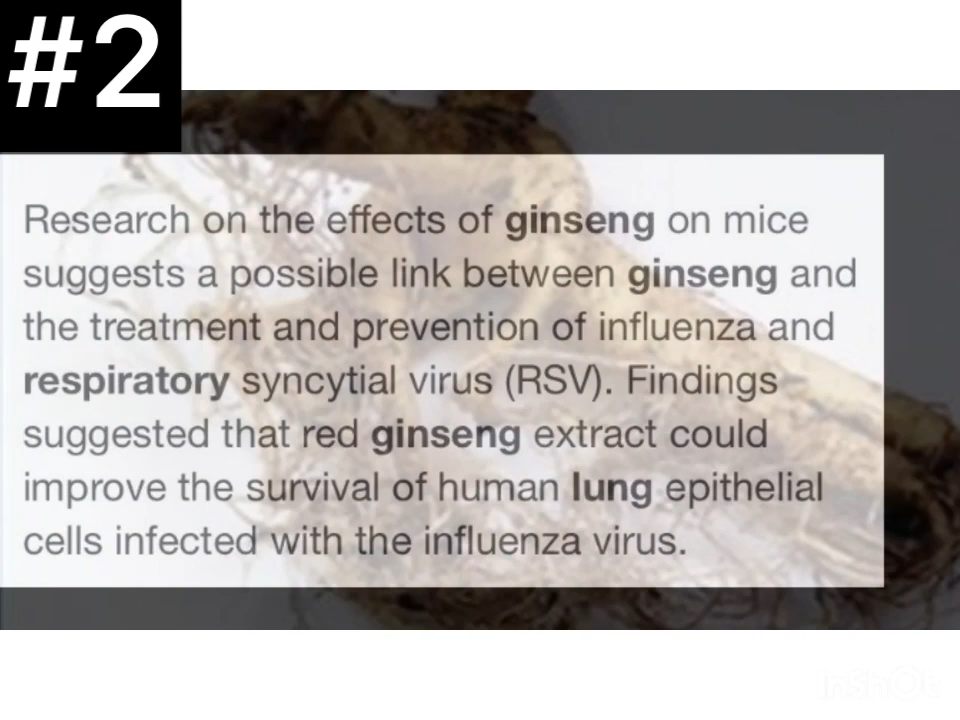 #2
Research on the effects of ginseng on mice
suggests a possible link between ginseng and
the treatment and prevention of influenza and
respiratory syncytial virus (RSV). Findings
suggested that red ginseng extract could
improve the survival of human lung epithelial
cells infected with the influenza virus.
InShOt